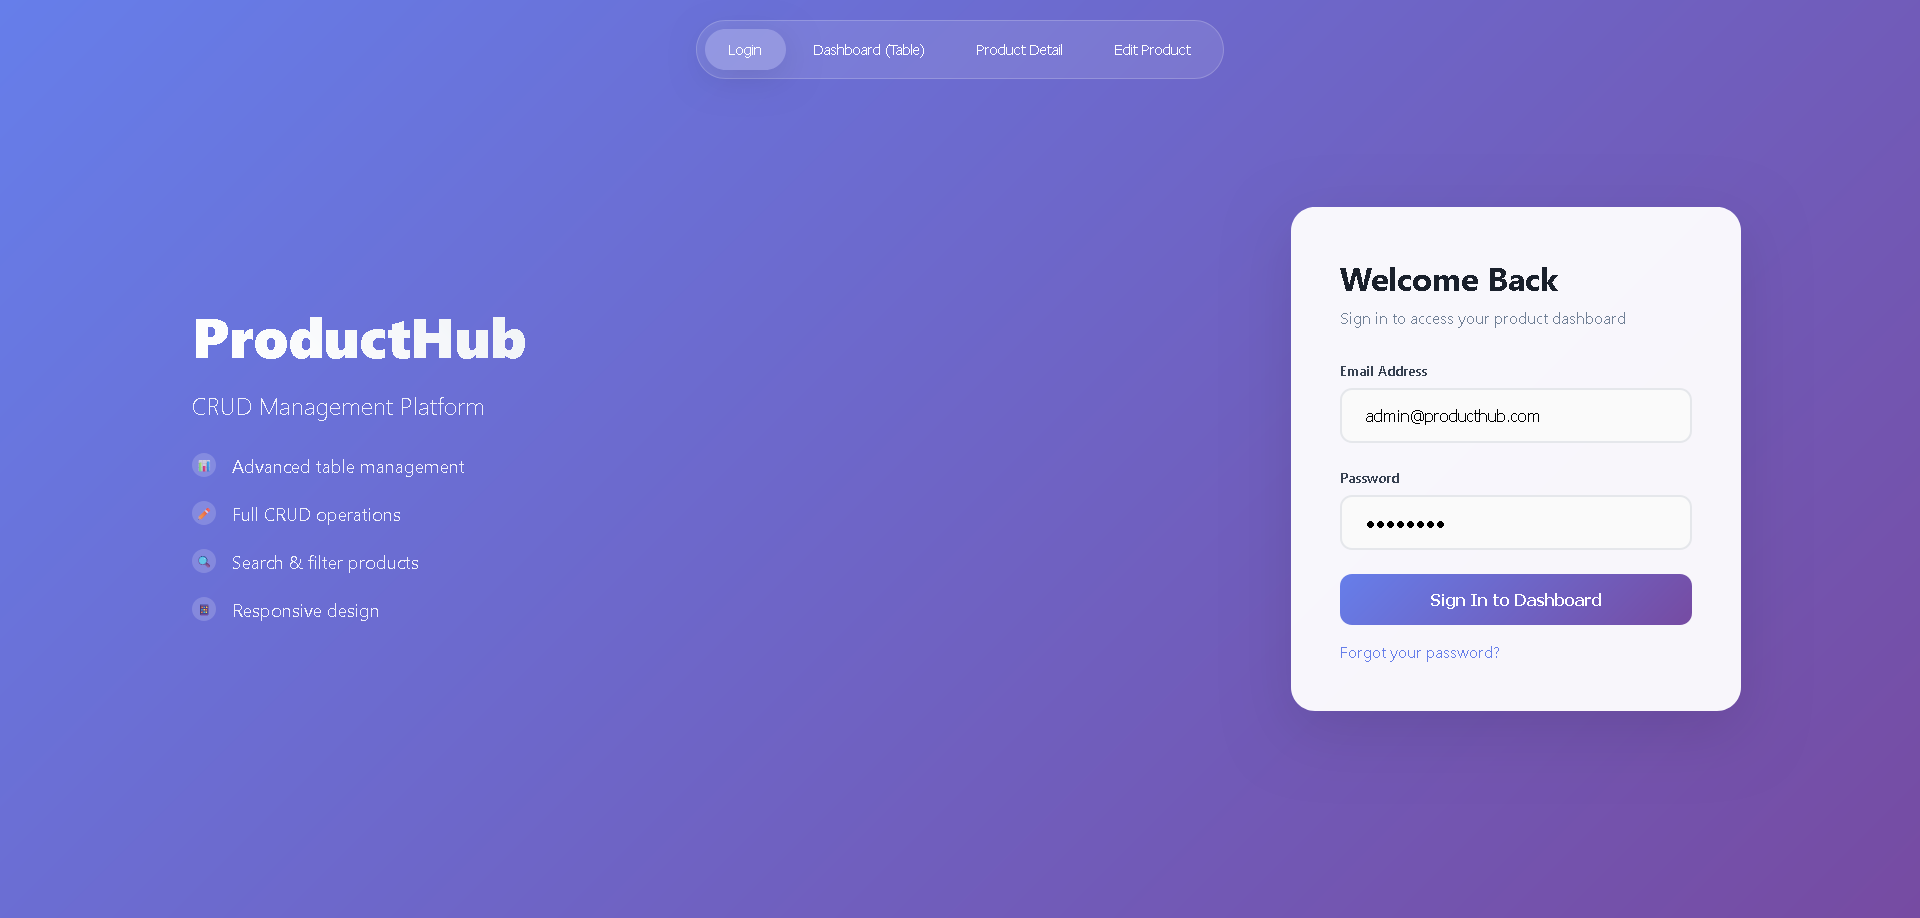 Login
Dashboard (Table)
Product Detail
Edit Product
ProductHub
CRUD Management Platform
Advanced table management
Full CRUD operations
Search & filter products
Responsive design
Welcome Back
Sign in to access your product dashboard
Email Address
admin@producthub.com
Password
••••••••
Sign In to Dashboard
Forgot your password?